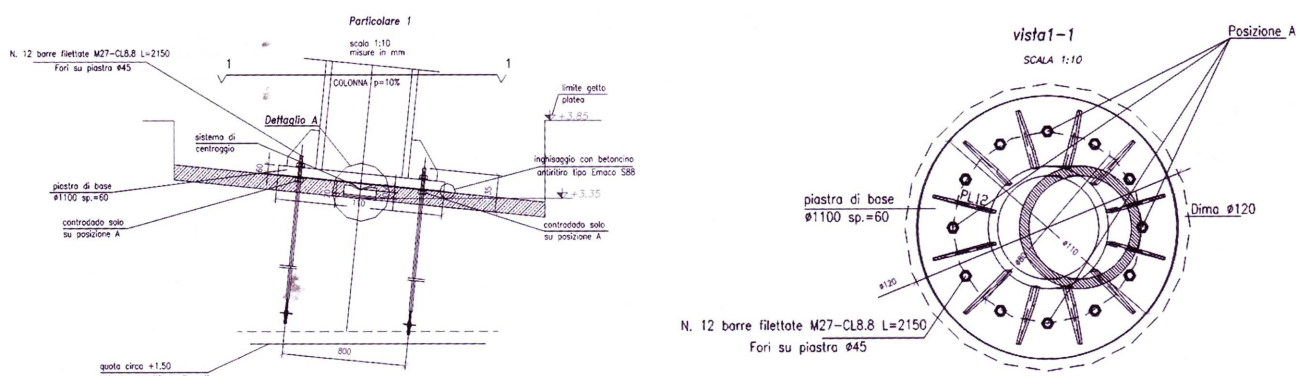 Particolare 1
scala 1:10
misure in mm
N. 12 barre filettate M27-CL8.8 L=2150
Fori su piastra ø45
1
1
COLONNA p=10%
limite getto
platea
+3.85
Dettaglio A
sistema di
centraggio
60
inghisaggio con betoncino
antiritiro tipo Emaco S88
piastra di base
ø1100 sp.=60
110
35
+3.35
controdado solo
su posizione A
controdado solo
su posizione A
800
quota circa +1.50
vista1-1
SCALA 1:10
Posizione A
PL12
piastra di base
ø1100 sp.=60
Dima ø120
ø110
ø120
N. 12 barre filettate M27-CL8.8 L=2150
Fori su piastra ø45